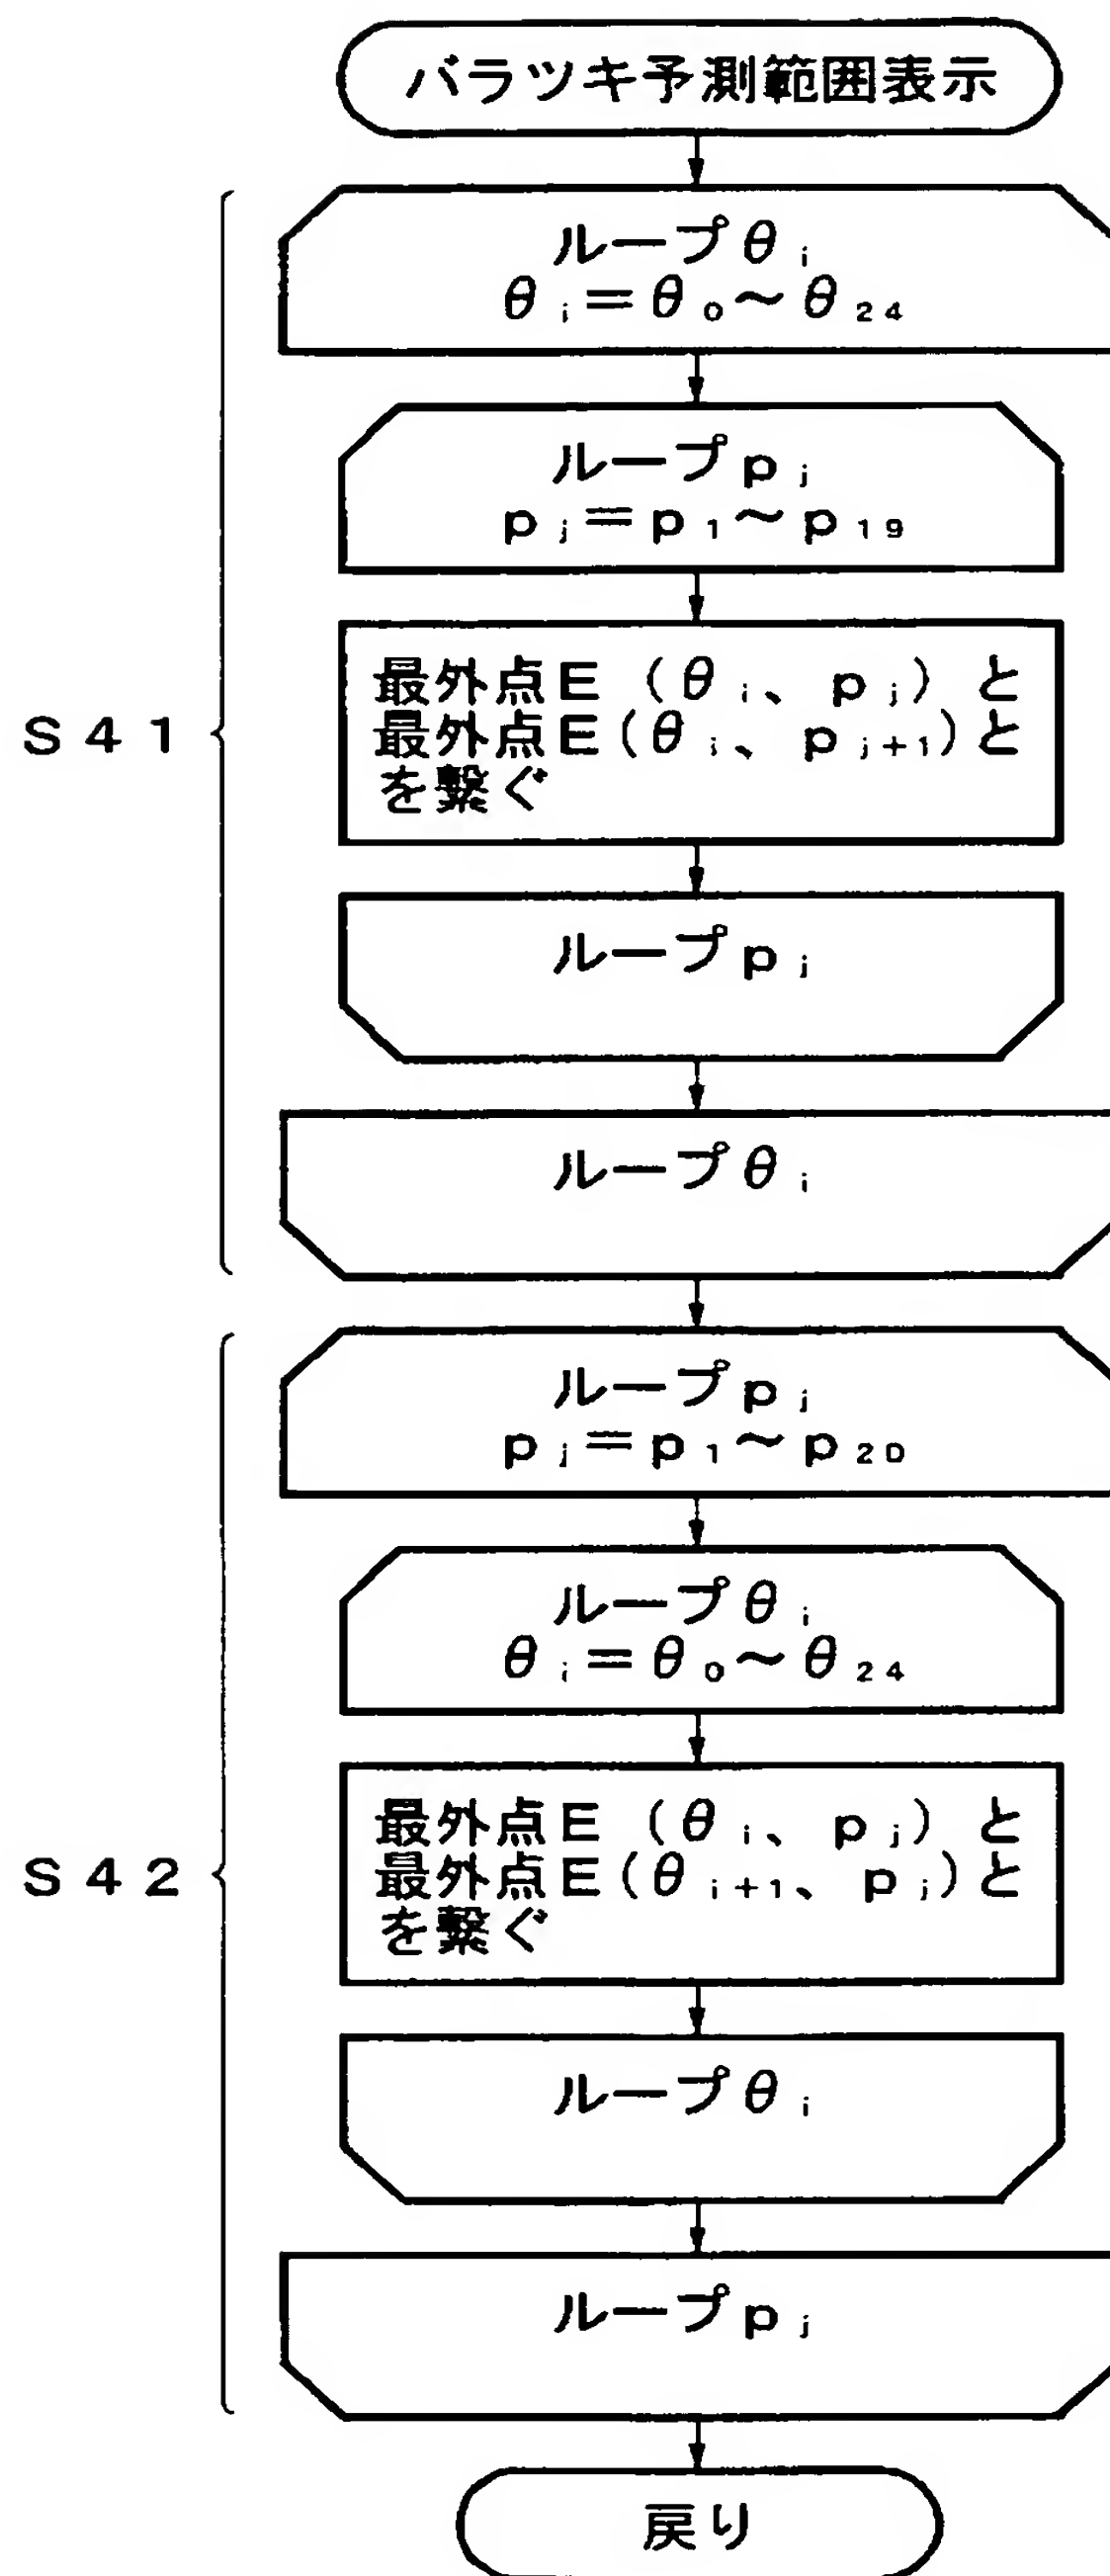 バラツキ予測範囲表示
ループθi
θi＝θ0～θ24
ループpj
pj＝p1～p19
最外点E（θi、pj）と
最外点E（θi、pj+1）と
を繋ぐ
S41
ループpj
ループθi
ループpj
pj＝p1～p20
ループθi
θi＝θ0～θ24
最外点E（θi、pj）と
最外点E（θi+1、pj）と
を繋ぐ
S42
ループθi
ループpj
戻り